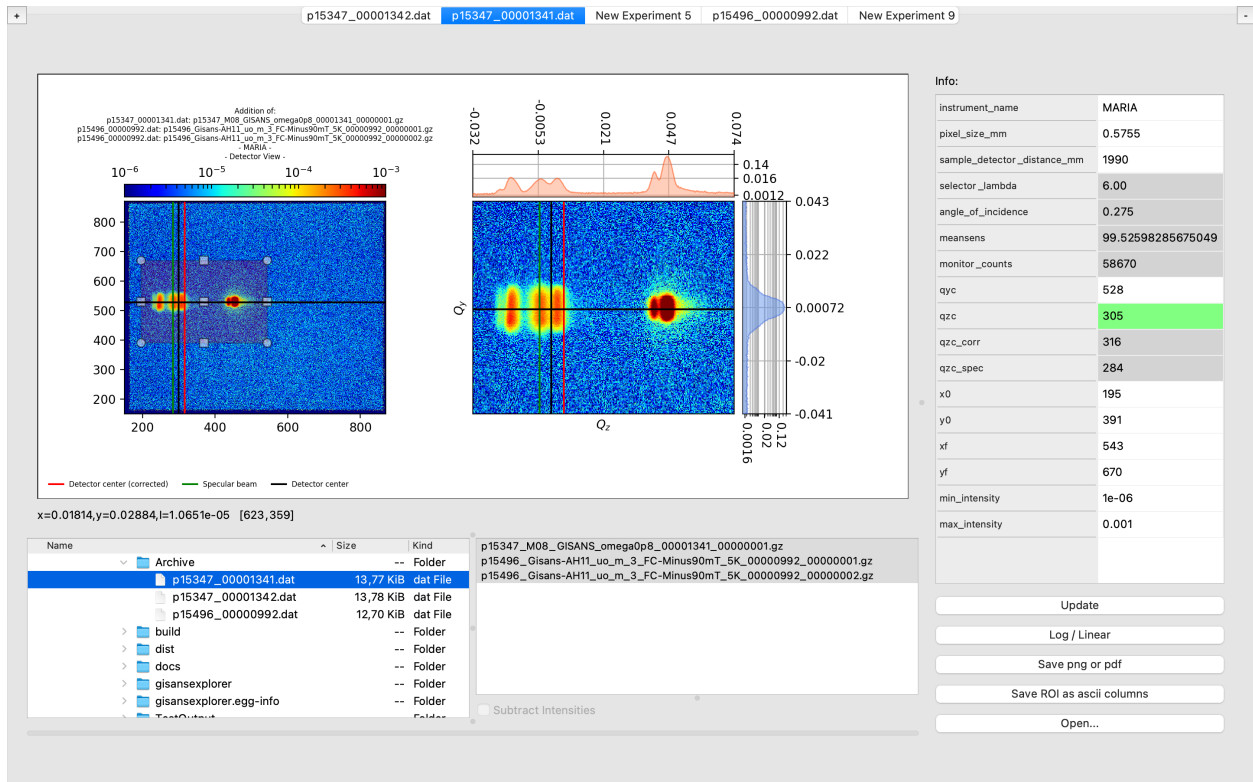 +
p15347_00001342.dat
p15347_00001341.dat
New Experiment 5
p15496_00000992.dat
New Experiment 9
-
Addition of:
p15347_00001341.dat: p15347_M08_GISANS_omega0p8_00001341_00000001.gz
p15496_00000992.dat: p15496_Gisans-AH11_uo_m_3_FC-Minus90mT_5K_00000992_00000001.gz
p15496_00000992.dat: p15496_Gisans-AH11_uo_m_3_FC-Minus90mT_5K_00000992_00000002.gz
- MARIA -
- Detector View -
10−6
10−5
10−4
10−3
800
700
600
500
400
300
200
200
400
600
800
-0.032
-0.0053
0.021
0.047
0.074
0.14
0.016
0.0012
0.043
0.022
0.00072
-0.02
-0.041
Qy
Qz
0.0016
0.02
0.12
Detector center (corrected)
Specular beam
Detector center
x=0.01814,y=0.02884,I=1.0651e-05 [623,359]
Name Size Kind
Archive -- Folder
p15347_00001341.dat 13,77 KiB dat File
p15347_00001342.dat 13,78 KiB dat File
p15496_00000992.dat 12,70 KiB dat File
build -- Folder
dist -- Folder
docs -- Folder
gisansexplorer -- Folder
gisansexplorer.egg-info -- Folder
TestOutput -- Folder
p15347_M08_GISANS_omega0p8_00001341_00000001.gz
p15496_Gisans-AH11_uo_m_3_FC-Minus90mT_5K_00000992_00000001.gz
p15496_Gisans-AH11_uo_m_3_FC-Minus90mT_5K_00000992_00000002.gz
Subtract Intensities
Info:
instrument_name MARIA
pixel_size_mm 0.5755
sample_detector_distance_mm 1990
selector_lambda 6.00
angle_of_incidence 0.275
meansens 99.52598285675049
monitor_counts 58670
qyc 528
qzc 305
qzc_corr 316
qzc_spec 284
x0 195
y0 391
xf 543
yf 670
min_intensity 1e-06
max_intensity 0.001
Update
Log / Linear
Save png or pdf
Save ROI as ascii columns
Open...